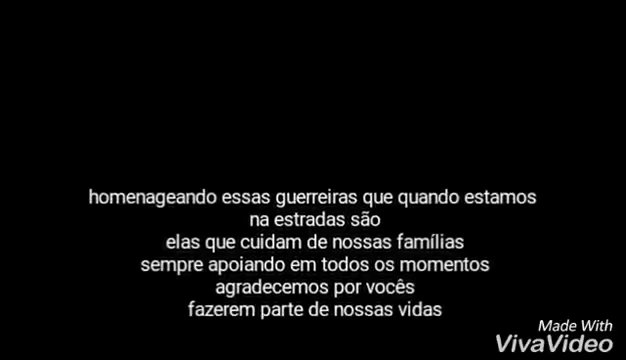 homenageando essas guerreiras que quando estamos
na estradas são
elas que cuidam de nossas famílias
sempre apoiando em todos os momentos
agradecemos por vocês
fazerem parte de nossas vidas
Made With
VivaVideo